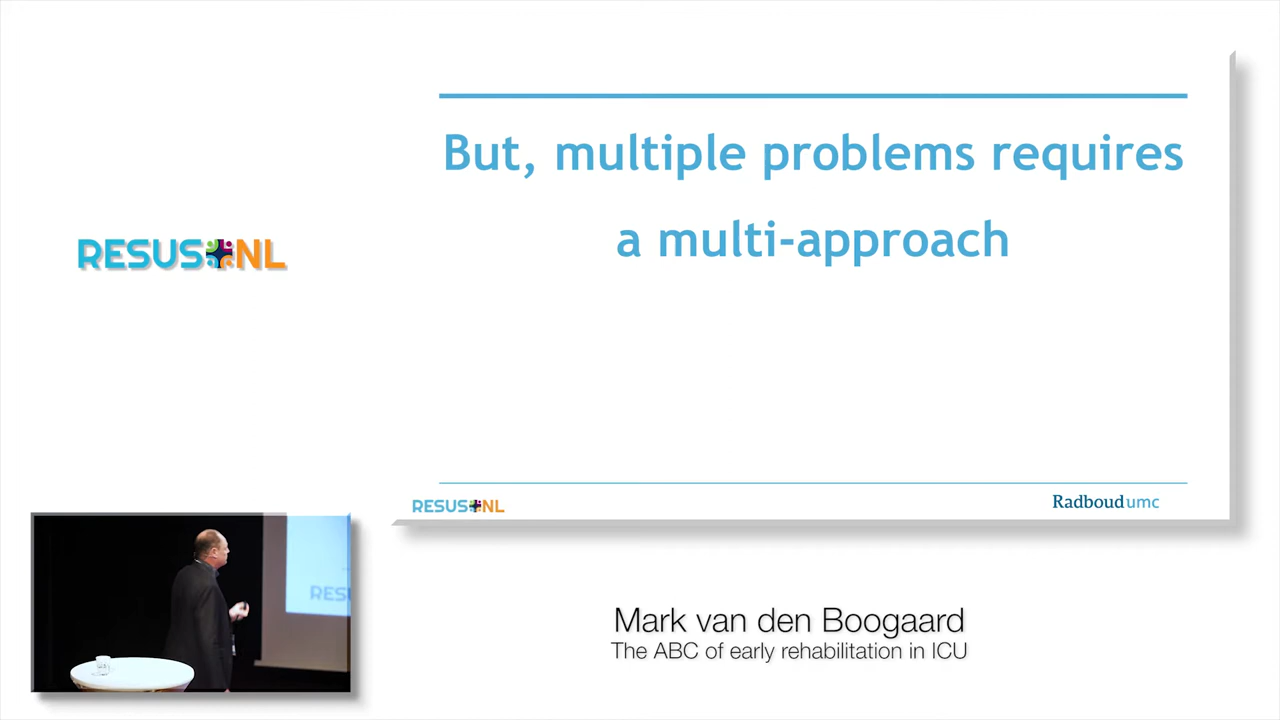 But, multiple problems requires
a multi-approach
RESUS NL
RESUS NL
Radboudumc
RES
Mark van den Boogaard
The ABC of early rehabilitation in ICU